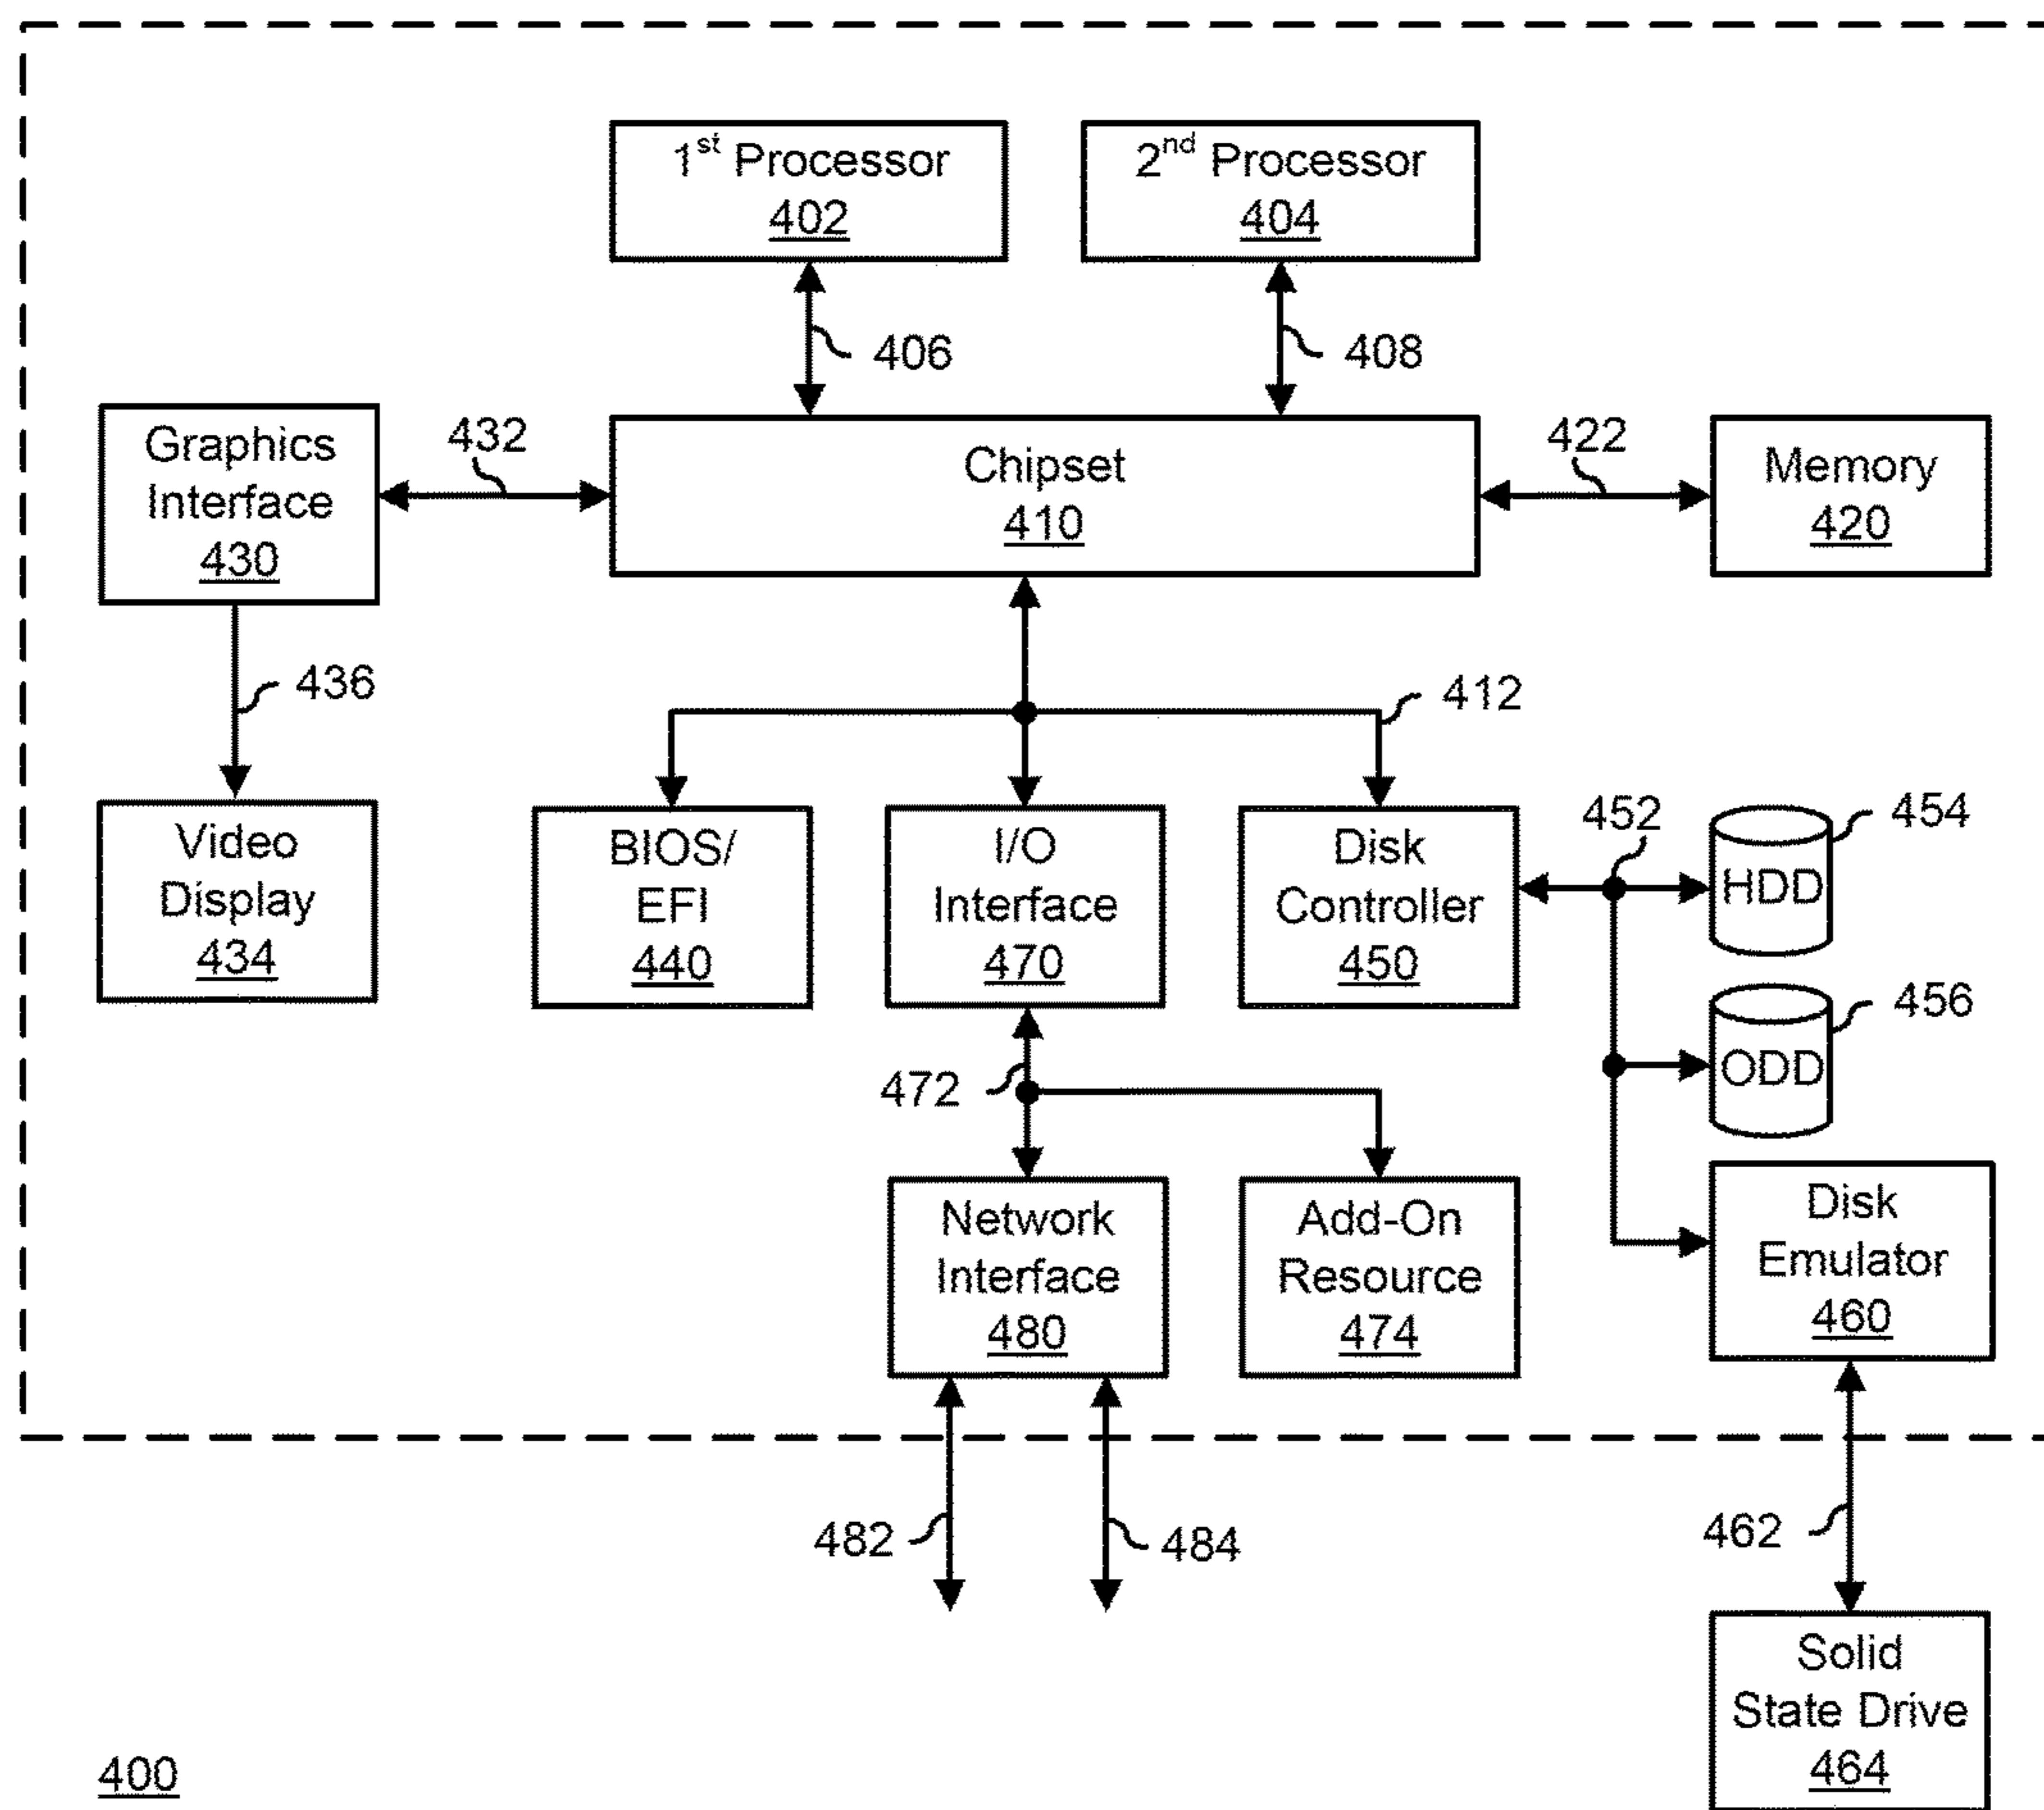 1st Processor
402
2nd Processor
404
406
408
Graphics
Interface
430
432
Chipset
410
422
Memory
420
436
412
Video
Display
434
BIOS/
EFI
440
I/O
Interface
470
Disk
Controller
450
452
HDD
454
ODD
456
472
Network
Interface
480
Add-On
Resource
474
Disk
Emulator
460
482
484
462
Solid
State Drive
464
400